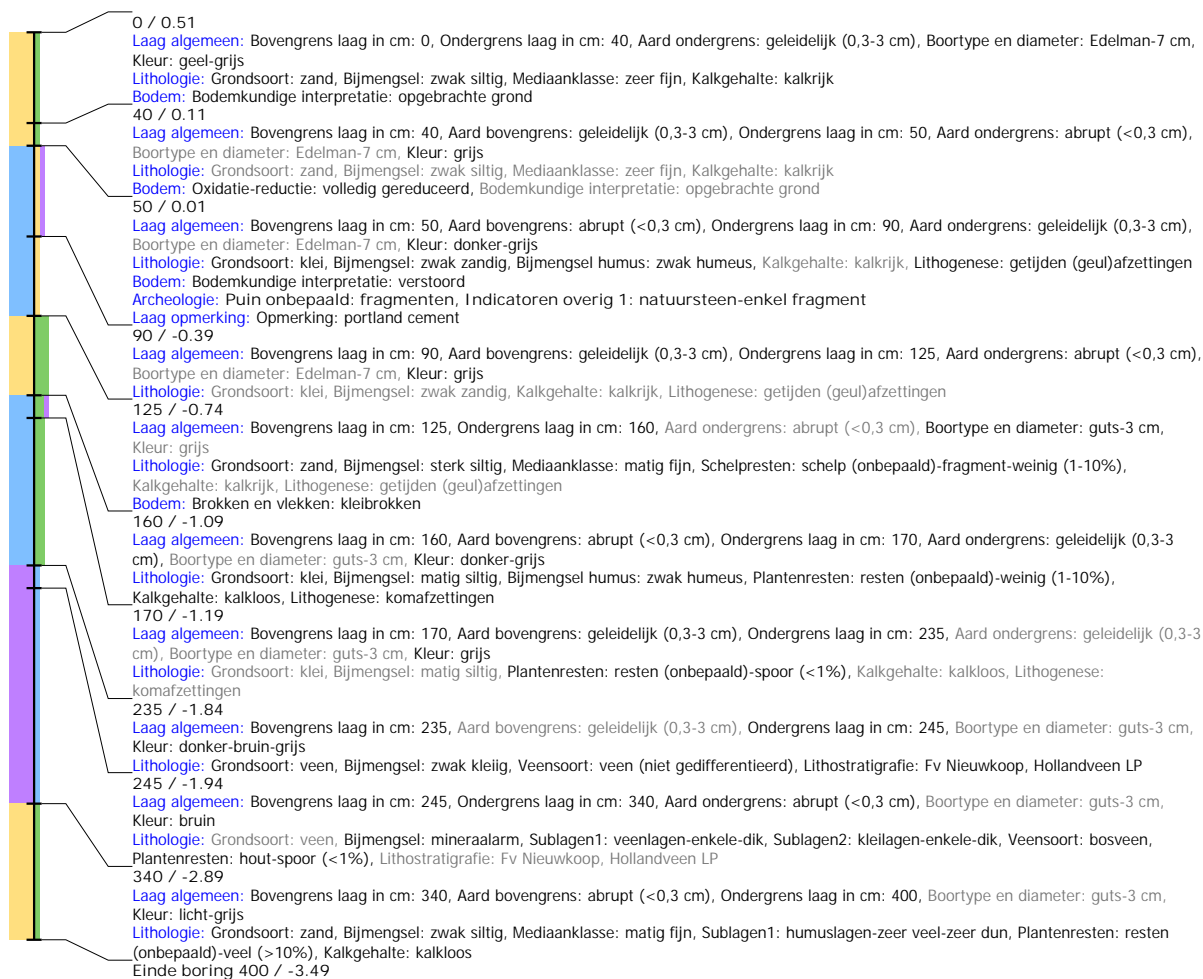 0 / 0.51
Laag algemeen: Bovengrens laag in cm: 0, Ondergrens laag in cm: 40, Aard ondergrens: geleidelijk (0,3-3 cm), Boortype en diameter: Edelman-7 cm,
Kleur: geel-grijs
Lithologie: Grondsoort: zand, Bijmengsel: zwak siltig, Mediaanklasse: zeer fijn, Kalkgehalte: kalkrijk
Bodem: Bodemkundige interpretatie: opgebrachte grond
40 / 0.11
Laag algemeen: Bovengrens laag in cm: 40, Aard bovengrens: geleidelijk (0,3-3 cm), Ondergrens laag in cm: 50, Aard ondergrens: abrupt (<0,3 cm),
Boortype en diameter: Edelman-7 cm, Kleur: grijs
Lithologie: Grondsoort: zand, Bijmengsel: zwak siltig, Mediaanklasse: zeer fijn, Kalkgehalte: kalkrijk
Bodem: Oxidatie-reductie: volledig gereduceerd, Bodemkundige interpretatie: opgebrachte grond
50 / 0.01
Laag algemeen: Bovengrens laag in cm: 50, Aard bovengrens: abrupt (<0,3 cm), Ondergrens laag in cm: 90, Aard ondergrens: geleidelijk (0,3-3 cm),
Boortype en diameter: Edelman-7 cm, Kleur: donker-grijs
Lithologie: Grondsoort: klei, Bijmengsel: zwak zandig, Bijmengsel humus: zwak humeus, Kalkgehalte: kalkrijk, Lithogenese: getijden (geul)afzettingen
Bodem: Bodemkundige interpretatie: verstoord
Archeologie: Puin onbepaald: fragmenten, Indicatoren overig 1: natuursteen-enkel fragment
Laag opmerking: Opmerking: portland cement
90 / -0.39
Laag algemeen: Bovengrens laag in cm: 90, Aard bovengrens: geleidelijk (0,3-3 cm), Ondergrens laag in cm: 125, Aard ondergrens: abrupt (<0,3 cm),
Boortype en diameter: Edelman-7 cm, Kleur: grijs
Lithologie: Grondsoort: klei, Bijmengsel: zwak zandig, Kalkgehalte: kalkrijk, Lithogenese: getijden (geul)afzettingen
125 / -0.74
Laag algemeen: Bovengrens laag in cm: 125, Ondergrens laag in cm: 160, Aard ondergrens: abrupt (<0,3 cm), Boortype en diameter: guts-3 cm,
Kleur: grijs
Lithologie: Grondsoort: zand, Bijmengsel: sterk siltig, Mediaanklasse: matig fijn, Schelpresten: schelp (onbepaald)-fragment-weinig (1-10%),
Kalkgehalte: kalkrijk, Lithogenese: getijden (geul)afzettingen
Bodem: Brokken en vlekken: kleibrokken
160 / -1.09
Laag algemeen: Bovengrens laag in cm: 160, Aard bovengrens: abrupt (<0,3 cm), Ondergrens laag in cm: 170, Aard ondergrens: geleidelijk (0,3-3
cm), Boortype en diameter: guts-3 cm, Kleur: donker-grijs
Lithologie: Grondsoort: klei, Bijmengsel: matig siltig, Bijmengsel humus: zwak humeus, Plantenresten: resten (onbepaald)-weinig (1-10%),
Kalkgehalte: kalkloos, Lithogenese: komafzettingen
170 / -1.19
Laag algemeen: Bovengrens laag in cm: 170, Aard bovengrens: geleidelijk (0,3-3 cm), Ondergrens laag in cm: 235, Aard ondergrens: geleidelijk (0,3-3
cm), Boortype en diameter: guts-3 cm, Kleur: grijs
Lithologie: Grondsoort: klei, Bijmengsel: matig siltig, Plantenresten: resten (onbepaald)-spoor (<1%), Kalkgehalte: kalkloos, Lithogenese:
komafzettingen
235 / -1.84
Laag algemeen: Bovengrens laag in cm: 235, Aard bovengrens: geleidelijk (0,3-3 cm), Ondergrens laag in cm: 245, Boortype en diameter: guts-3 cm,
Kleur: donker-bruin-grijs
Lithologie: Grondsoort: veen, Bijmengsel: zwak kleiig, Veensoort: veen (niet gedifferentieerd), Lithostratigrafie: Fv Nieuwkoop, Hollandveen LP
245 / -1.94
Laag algemeen: Bovengrens laag in cm: 245, Ondergrens laag in cm: 340, Aard ondergrens: abrupt (<0,3 cm), Boortype en diameter: guts-3 cm,
Kleur: bruin
Lithologie: Grondsoort: veen, Bijmengsel: mineraalarm, Sublagen1: veenlagen-enkele-dik, Sublagen2: kleilagen-enkele-dik, Veensoort: bosveen,
Plantenresten: hout-spoor (<1%), Lithostratigrafie: Fv Nieuwkoop, Hollandveen LP
340 / -2.89
Laag algemeen: Bovengrens laag in cm: 340, Aard bovengrens: abrupt (<0,3 cm), Ondergrens laag in cm: 400, Boortype en diameter: guts-3 cm,
Kleur: licht-grijs
Lithologie: Grondsoort: zand, Bijmengsel: zwak siltig, Mediaanklasse: matig fijn, Sublagen1: humuslagen-zeer veel-zeer dun, Plantenresten: resten
(onbepaald)-veel (>10%), Kalkgehalte: kalkloos
Einde boring 400 / -3.49